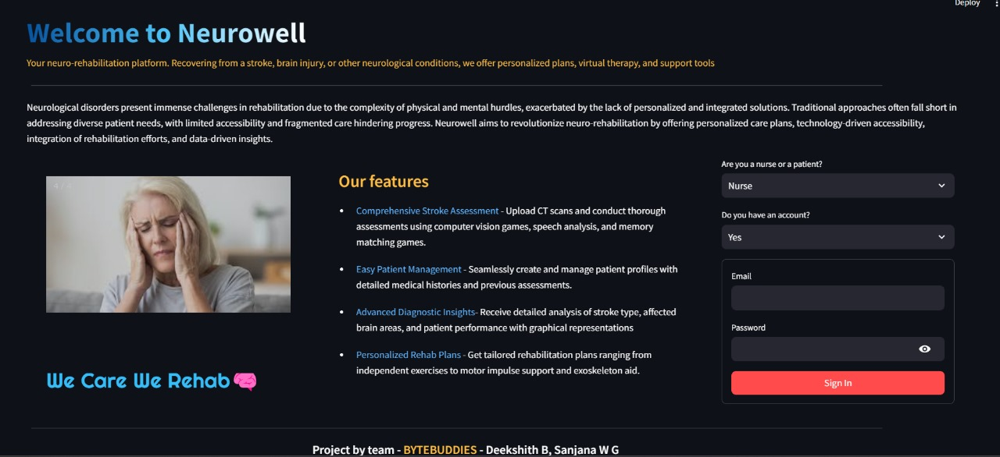 Deploy
Welcome to Neurowell
Your neuro-rehabilitation platform. Recovering from a stroke, brain injury, or other neurological conditions, we offer personalized plans, virtual therapy, and support tools
Neurological disorders present immense challenges in rehabilitation due to the complexity of physical and mental hurdles, exacerbated by the lack of personalized and integrated solutions. Traditional approaches often fall short in
addressing diverse patient needs, with limited accessibility and fragmented care hindering progress. Neurowell aims to revolutionize neuro-rehabilitation by offering personalized care plans, technology-driven accessibility,
integration of rehabilitation efforts, and data-driven insights.
4 / 4
We Care We Rehab
Our features
Comprehensive Stroke Assessment - Upload CT scans and conduct thorough
assessments using computer vision games, speech analysis, and memory
matching games.
Easy Patient Management - Seamlessly create and manage patient profiles with
detailed medical histories and previous assessments.
Advanced Diagnostic Insights- Receive detailed analysis of stroke type, affected
brain areas, and patient performance with graphical representations
Personalized Rehab Plans - Get tailored rehabilitation plans ranging from
independent exercises to motor impulse support and exoskeleton aid.
Are you a nurse or a patient?
Nurse
Do you have an account?
Yes
Email
Password
Sign In
Project by team - BYTEBUDDIES - Deekshith B, Sanjana W G